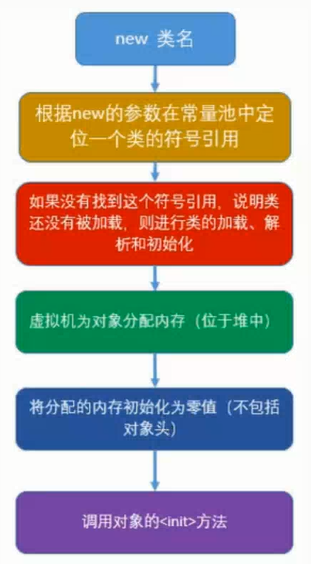 new 类名
根据new的参数在常量池中定
位一个类的符号引用
如果没有找到这个符号引用，说明类
还没有被加载，则进行类的加载、解
析和初始化
虚拟机为对象分配内存（位于堆中）
将分配的内存初始化为零值（不包括
对象头）
调用对象的<init>方法